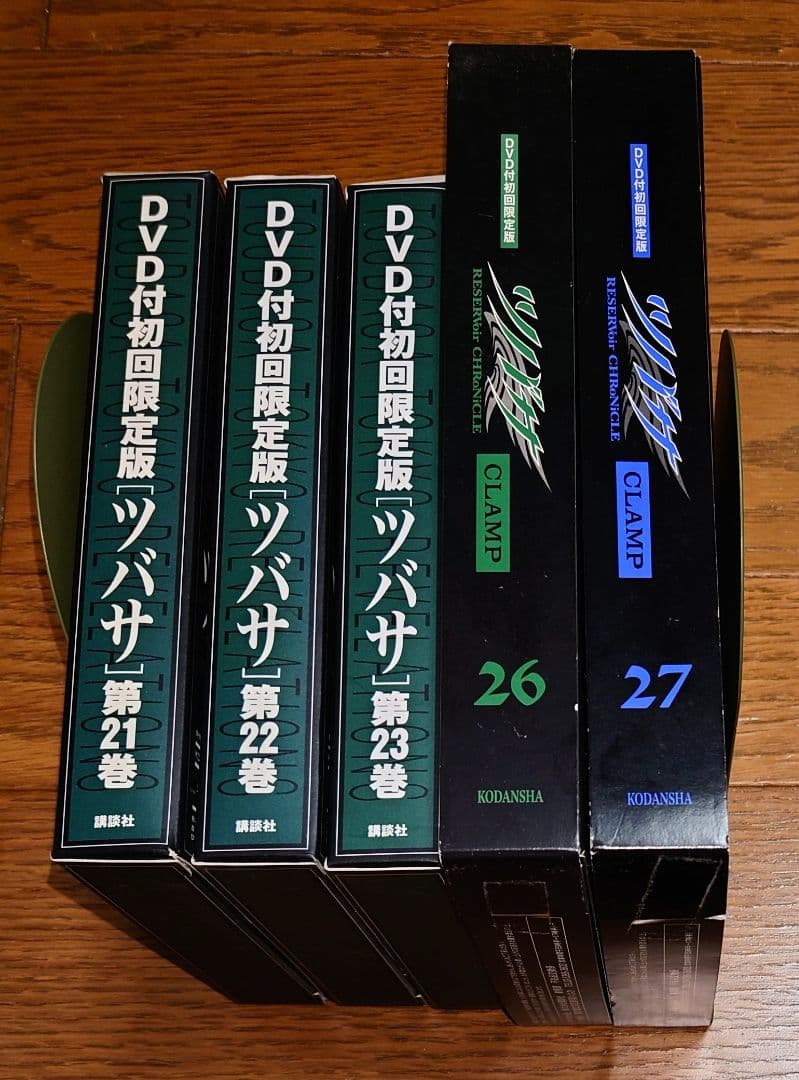 DVD付初回限定版[ツバサ]第21巻
講談社
DVD付初回限定版[ツバサ]第22巻
講談社
DVD付初回限定版[ツバサ]第23巻
講談社
DVD付初回限定版
ツバサ
RESERVoir CHRoNiCLE
CLAMP
26
KODANSHA
DVD付初回限定版
ツバサ
RESERVoir CHRoNiCLE
CLAMP
27
KODANSHA